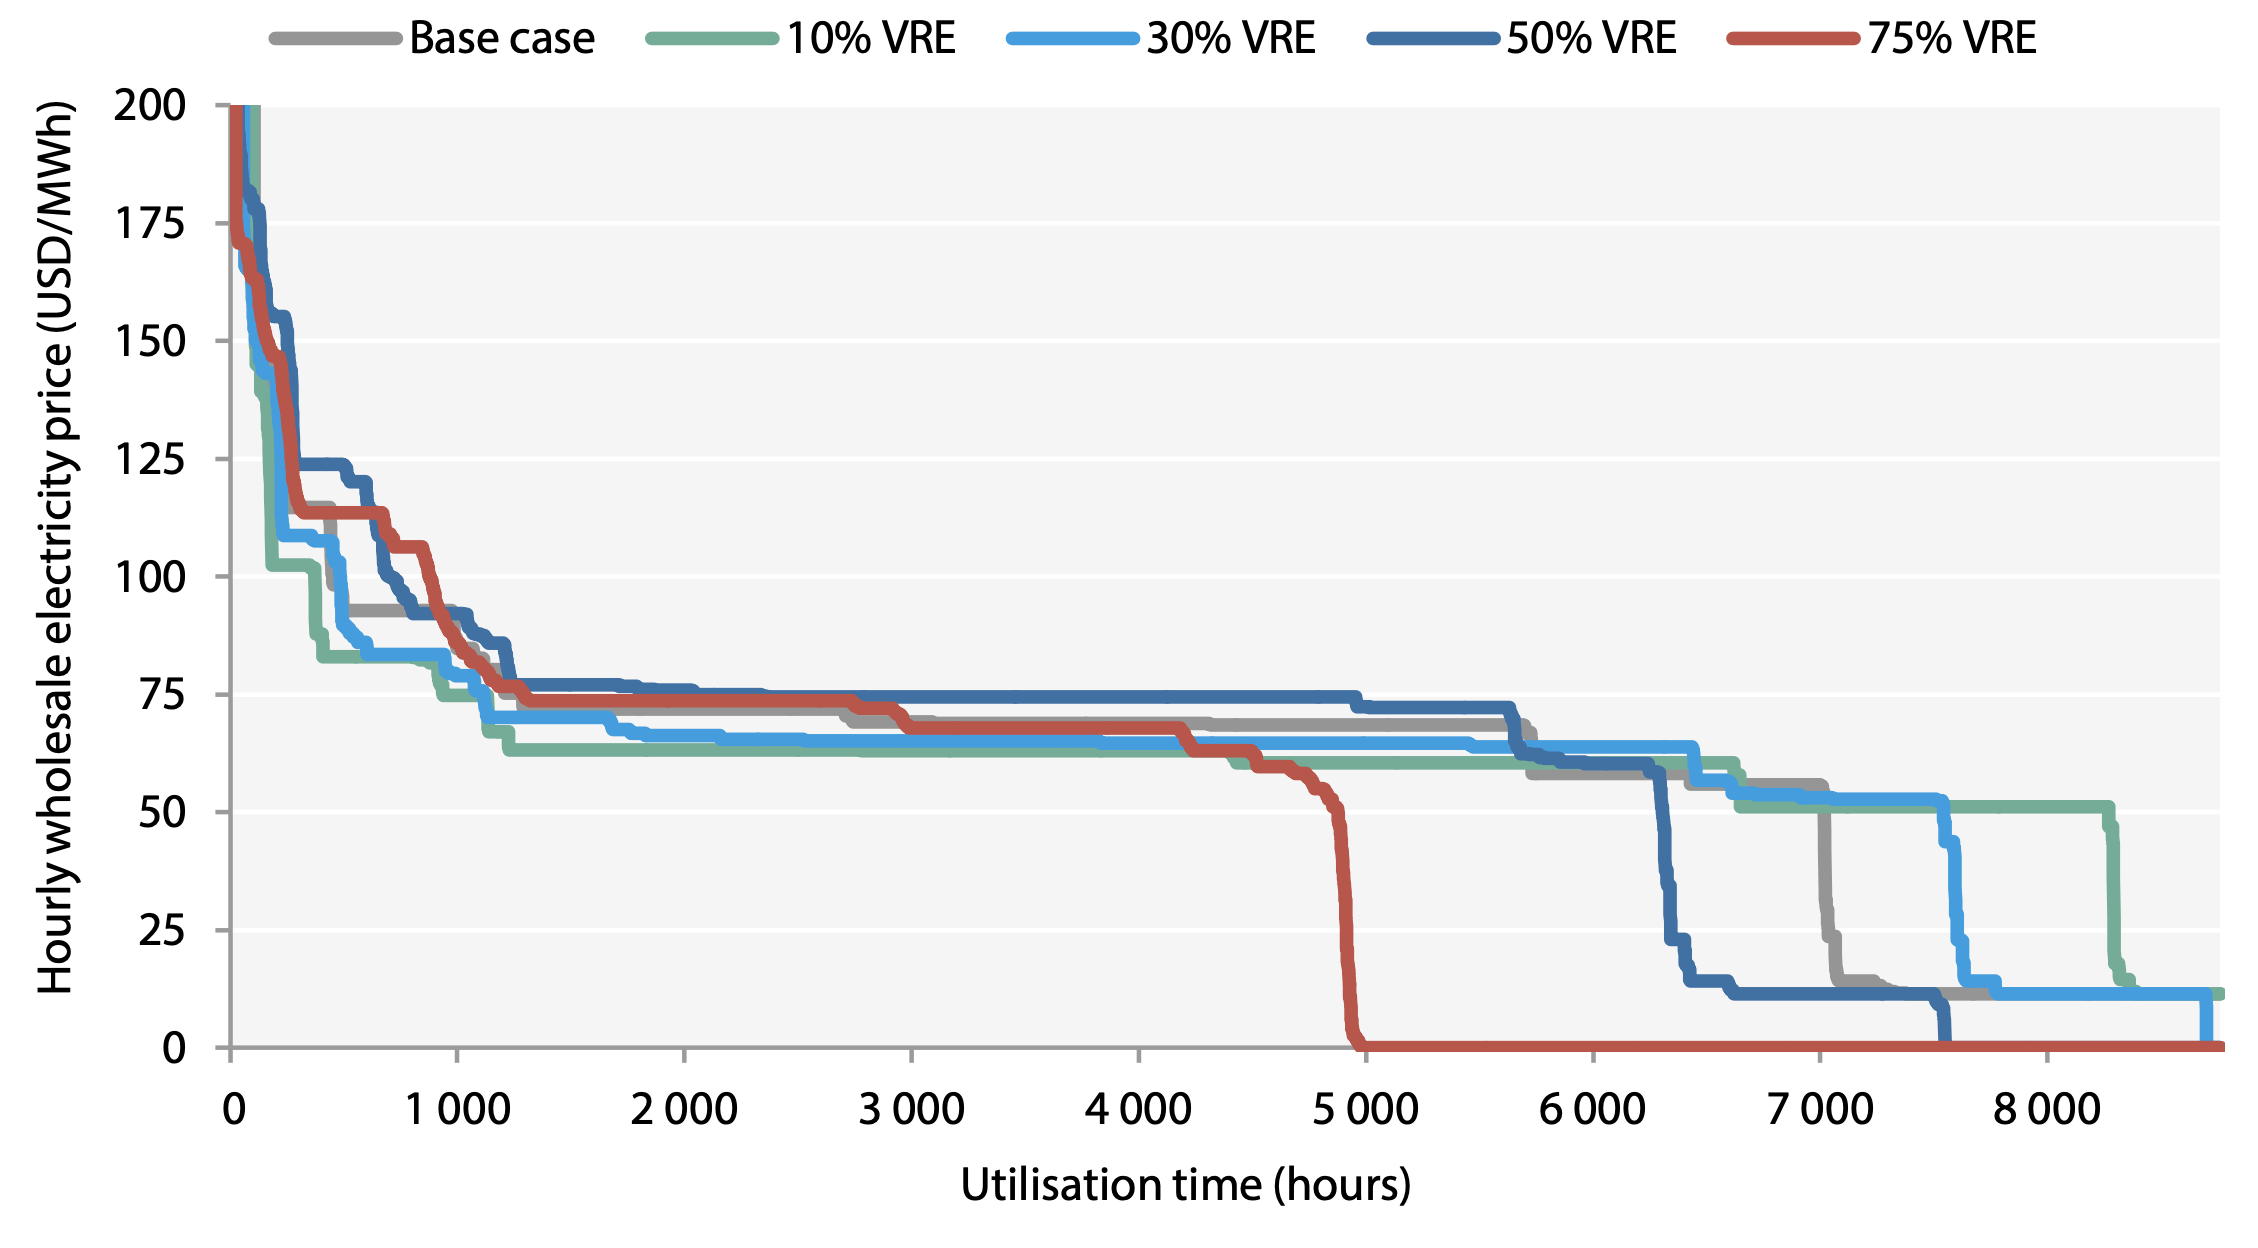 Base case 10% VRE 30% VRE 50% VRE 75% VRE
Hourly wholesale electricity price (USD/MWh)
200
175
150
125
100
75
50
25
0
0 1 000 2 000 3 000 4 000 5 000 6 000 7 000 8 000
Utilisation time (hours)